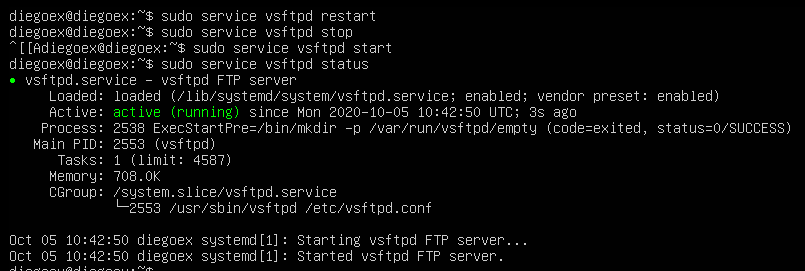 diegoex@diegoex:~$ sudo service vsftpd restart
diegoex@diegoex:~$ sudo service vsftpd stop
^[[Adiegoex@diegoex:~$ sudo service vsftpd start
diegoex@diegoex:~$ sudo service vsftpd status
● vsftpd.service - vsftpd FTP server
Loaded: loaded (/lib/systemd/system/vsftpd.service; enabled; vendor preset: enabled)
Active: active (running) since Mon 2020-10-05 10:42:50 UTC; 3s ago
Process: 2538 ExecStartPre=/bin/mkdir -p /var/run/vsftpd/empty (code=exited, status=0/SUCCESS)
Main PID: 2553 (vsftpd)
Tasks: 1 (limit: 4587)
Memory: 708.0K
CGroup: /system.slice/vsftpd.service
└─2553 /usr/sbin/vsftpd /etc/vsftpd.conf
Oct 05 10:42:50 diegoex systemd[1]: Starting vsftpd FTP server...
Oct 05 10:42:50 diegoex systemd[1]: Started vsftpd FTP server.
diegoex@diegoex:~$